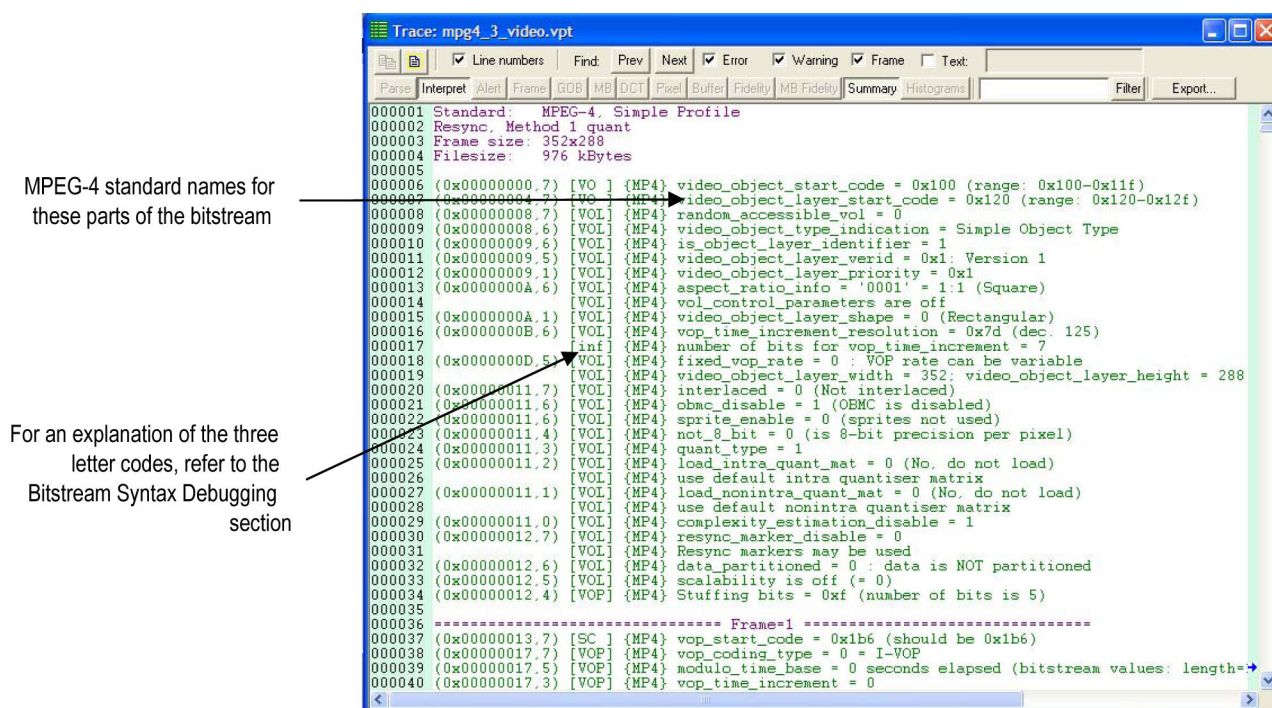 Trace: mpg4_3_video.vpt
Line numbers Find: Prev Next Error Warning Frame Text:
Parse Interpret Alert Frame GOB MB DCT Pixel Buffer Fidelity MB Fidelity Summary Histograms Filter Export...
000001 Standard: MPEG-4, Simple Profile
000002 Resync, Method 1 quant
000003 Frame size: 352x288
000004 Filesize: 976 kBytes
000005
000006 (0x00000000,7) [VO ] {MP4} video_object_start_code = 0x100 (range: 0x100-0x11f)
000007 (0x00000004,7) [VO ] {MP4} video_object_layer_start_code = 0x120 (range: 0x120-0x12f)
000008 (0x00000008,7) [VOL] {MP4} random_accessible_vol = 0
000009 (0x00000008,6) [VOL] {MP4} video_object_type_indication = Simple Object Type
000010 (0x00000009,6) [VOL] {MP4} is_object_layer_identifier = 1
000011 (0x00000009,5) [VOL] {MP4} video_object_layer_verid = 0x1: Version 1
000012 (0x00000009,1) [VOL] {MP4} video_object_layer_priority = 0x1
000013 (0x0000000A,6) [VOL] {MP4} aspect_ratio_info = '0001' = 1:1 (Square)
000014 [VOL] {MP4} vol_control_parameters are off
000015 (0x0000000A,1) [VOL] {MP4} video_object_layer_shape = 0 (Rectangular)
000016 (0x0000000B,6) [VOL] {MP4} vop_time_increment_resolution = 0x7d (dec. 125)
000017 [inf] {MP4} number of bits for vop_time_increment = 7
000018 (0x0000000D,5) [VOL] {MP4} fixed_vop_rate = 0 : VOP rate can be variable
000019 [VOL] {MP4} video_object_layer_width = 352; video_object_layer_height = 288
000020 (0x00000011,7) [VOL] {MP4} interlaced = 0 (Not interlaced)
000021 (0x00000011,6) [VOL] {MP4} obmc_disable = 1 (OBMC is disabled)
000022 (0x00000011,6) [VOL] {MP4} sprite_enable = 0 (sprites not used)
000023 (0x00000011,4) [VOL] {MP4} not_8_bit = 0 (is 8-bit precision per pixel)
000024 (0x00000011,3) [VOL] {MP4} quant_type = 1
000025 (0x00000011,2) [VOL] {MP4} load_intra_quant_mat = 0 (No, do not load)
000026 [VOL] {MP4} use default intra quantiser matrix
000027 (0x00000011,1) [VOL] {MP4} load_nonintra_quant_mat = 0 (No, do not load)
000028 [VOL] {MP4} use default nonintra quantiser matrix
000029 (0x00000011,0) [VOL] {MP4} complexity_estimation_disable = 1
000030 (0x00000012,7) [VOL] {MP4} resync_marker_disable = 0
000031 [VOL] {MP4} Resync markers may be used
000032 (0x00000012,6) [VOL] {MP4} data_partitioned = 0 : data is NOT partitioned
000033 (0x00000012,5) [VOL] {MP4} scalability is off (= 0)
000034 (0x00000012,4) [VOP] {MP4} Stuffing bits = 0xf (number of bits is 5)
000035
000036 ================================ Frame=1 ================================
000037 (0x00000013,7) [SC ] {MP4} vop_start_code = 0x1b6 (should be 0x1b6)
000038 (0x00000017,7) [VOP] {MP4} vop_coding_type = 0 = I-VOP
000039 (0x00000017,5) [VOP] {MP4} modulo_time_base = 0 seconds elapsed (bitstream values: length=
000040 (0x00000017,3) [VOP] {MP4} vop_time_increment = 0
MPEG-4 standard names for
these parts of the bitstream
For an explanation of the three
letter codes, refer to the
Bitstream Syntax Debugging
section